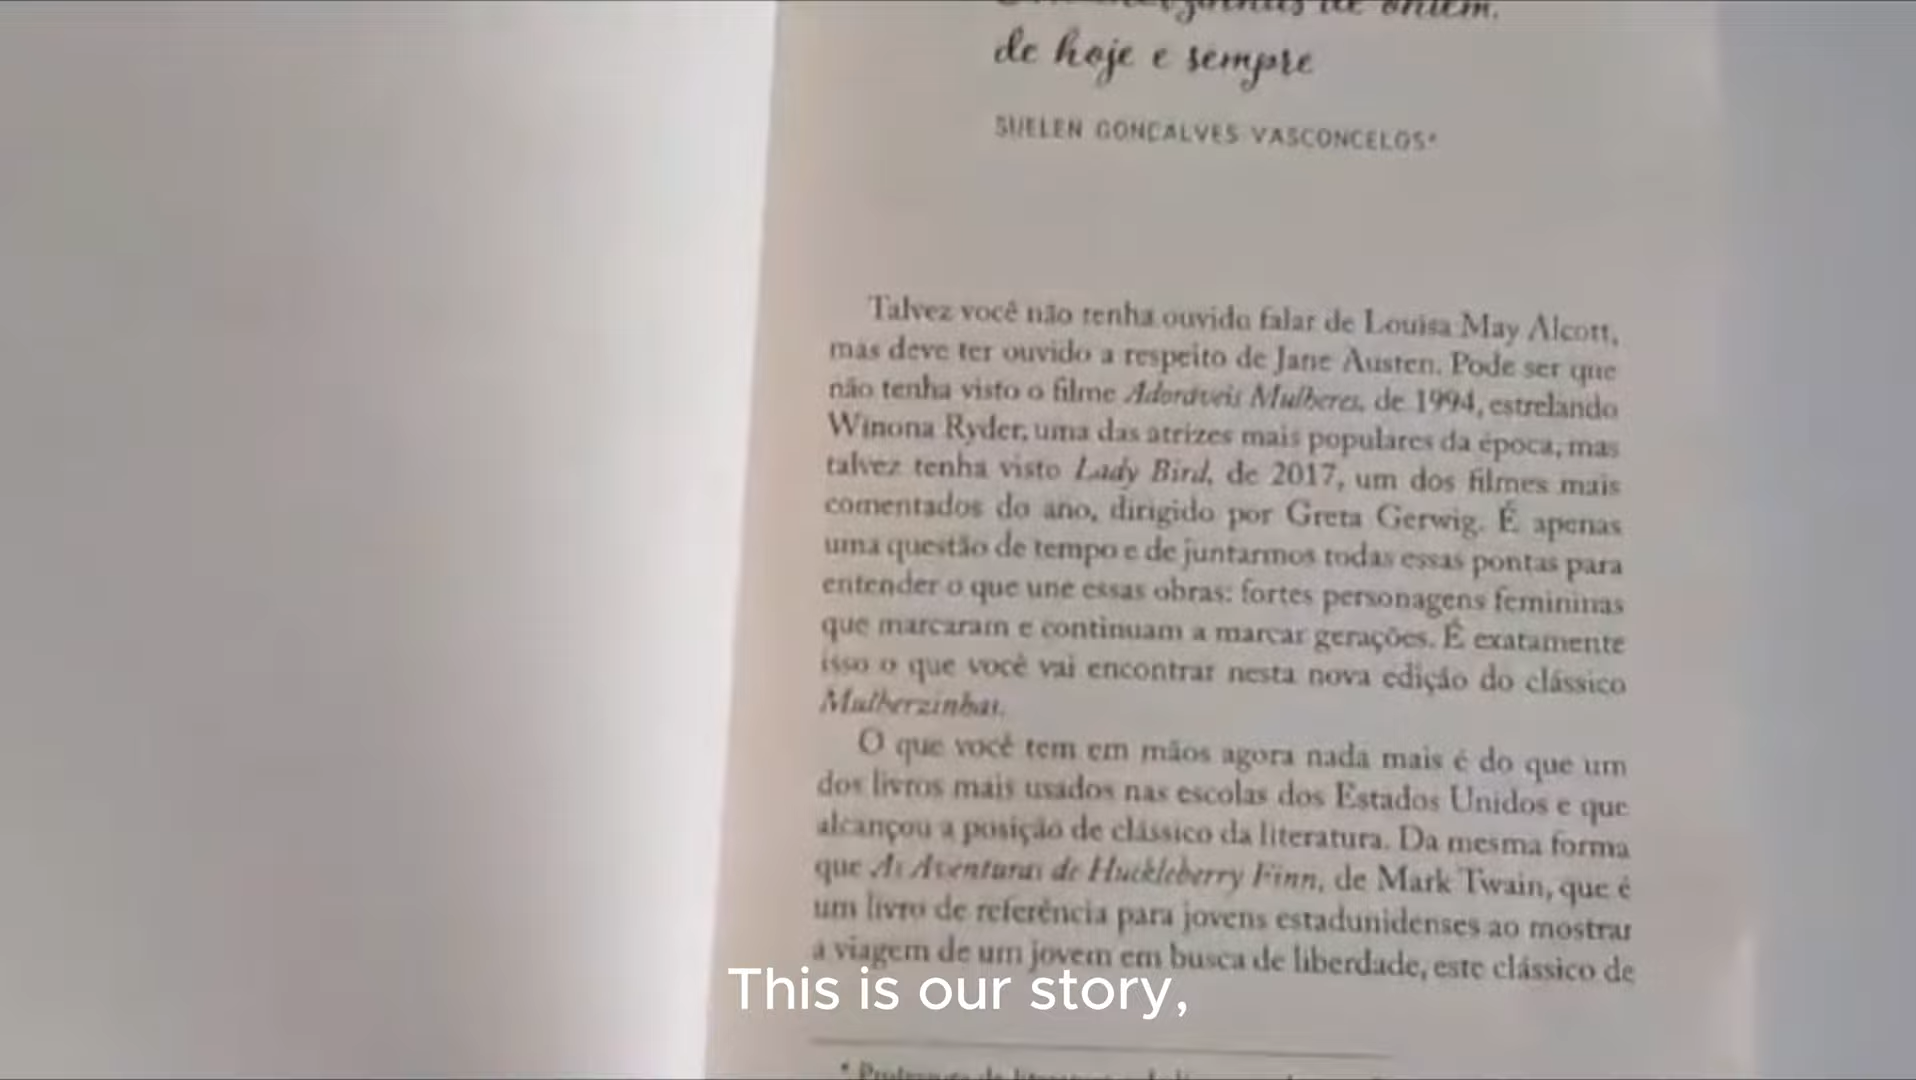 de hoje e sempre
SUELEN GONÇALVES VASCONCELOS*
Talvez você não tenha ouvido falar de Louisa May Alcott,
mas deve ter ouvido a respeito de Jane Austen. Pode ser que
não tenha visto o filme Adoráveis Mulheres, de 1994, estrelando
Winona Ryder, uma das atrizes mais populares da época, mas
talvez tenha visto Lady Bird, de 2017, um dos filmes mais
comentados do ano, dirigido por Greta Gerwig. É apenas
uma questão de tempo e de juntarmos todas essas pontas para
entender o que une essas obras: fortes personagens femininas
que marcaram e continuam a marcar gerações. É exatamente
isso o que você vai encontrar nesta nova edição do clássico
Mulherzinhas.
O que você tem em mãos agora nada mais é do que um
dos livros mais usados nas escolas dos Estados Unidos e que
alcançou a posição de clássico da literatura. Da mesma forma
que As Aventuras de Huckleberry Finn, de Mark Twain, que é
um livro de referência para jovens estadunidenses ao mostrar
a viagem de um jovem em busca de liberdade, este clássico de
This is our story,